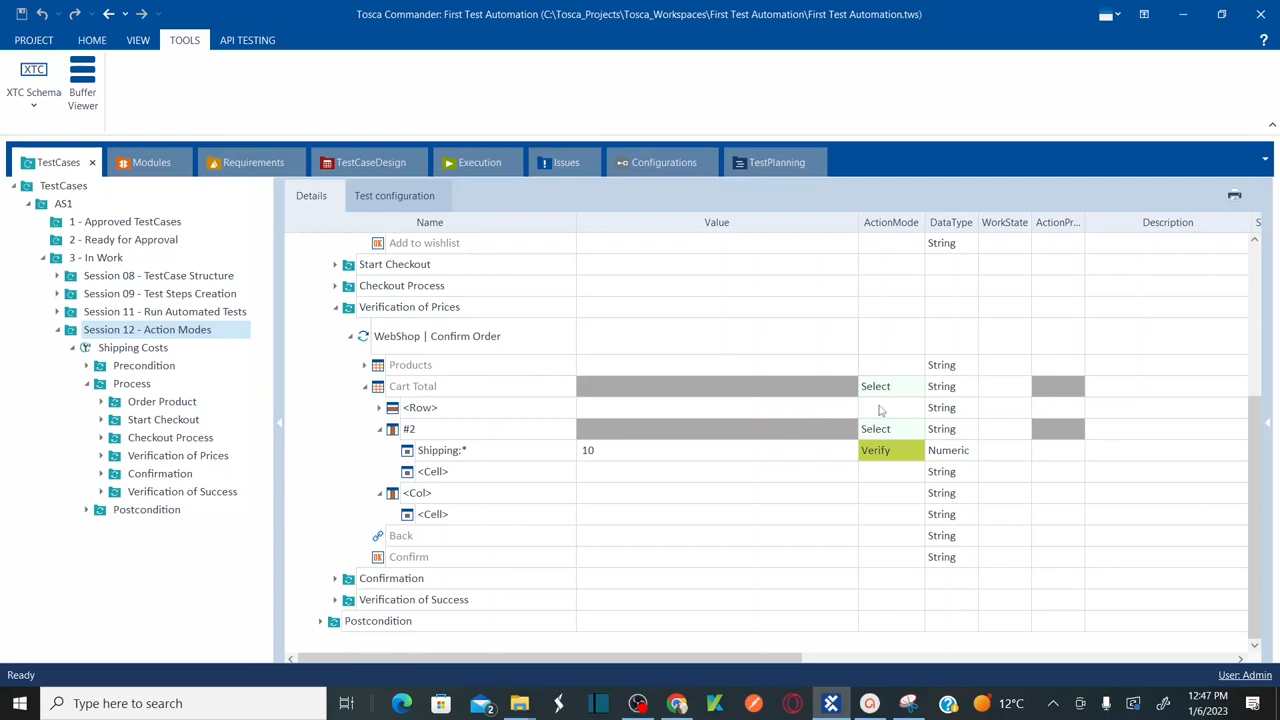 Tosca Commander: First Test Automation (C:\Tosca_Projects\Tosca_Workspaces\First Test Automation\First Test Automation.tws)
PROJECT HOME VIEW TOOLS API TESTING ?
XTC
XTC Schema Buffer Viewer
TestCases × Modules Requirements TestCaseDesign Execution Issues Configurations TestPlanning
TestCases
AS1
1 - Approved TestCases
2 - Ready for Approval
3 - In Work
Session 08 - TestCase Structure
Session 09 - Test Steps Creation
Session 11 - Run Automated Tests
Session 12 - Action Modes
Shipping Costs
Precondition
Process
Order Product
Start Checkout
Checkout Process
Verification of Prices
Confirmation
Verification of Success
Postcondition
Details Test configuration
Name Value ActionMode DataType WorkState ActionPr... Description S
OK Add to wishlist String
Start Checkout
Checkout Process
Verification of Prices
WebShop | Confirm Order
Products String
Cart Total Select String
<Row> String
#2 Select String
Shipping:* 10 Verify Numeric
<Cell> String
<Col> String
<Cell> String
Back String
OK Confirm String
Confirmation
Verification of Success
Postcondition
Ready User: Admin
Type here to search 2 12°C 12:47 PM
1/6/2023